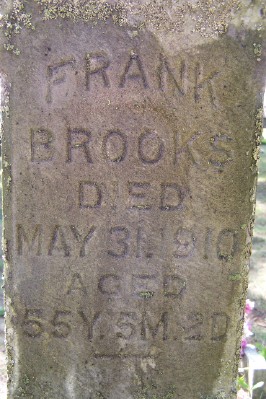 FRANK
BROOKS
DIED
MAY 31.1910
AGED
55Y.5M.2D